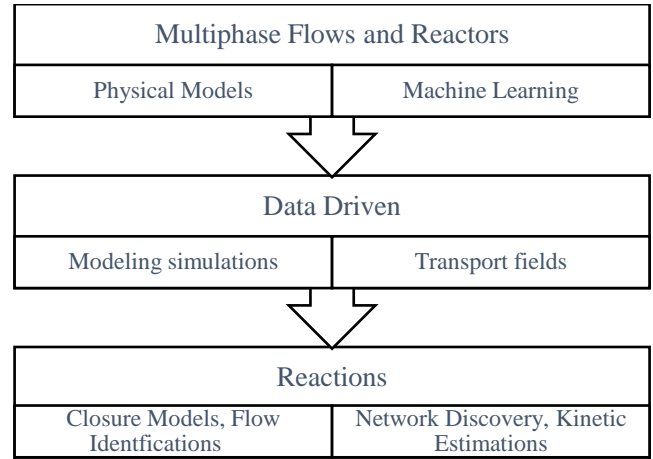 Multiphase Flows and Reactors
Physical Models
Machine Learning
Data Driven
Modeling simulations
Transport fields
Reactions
Closure Models, Flow
Identfications
Network Discovery, Kinetic
Estimations